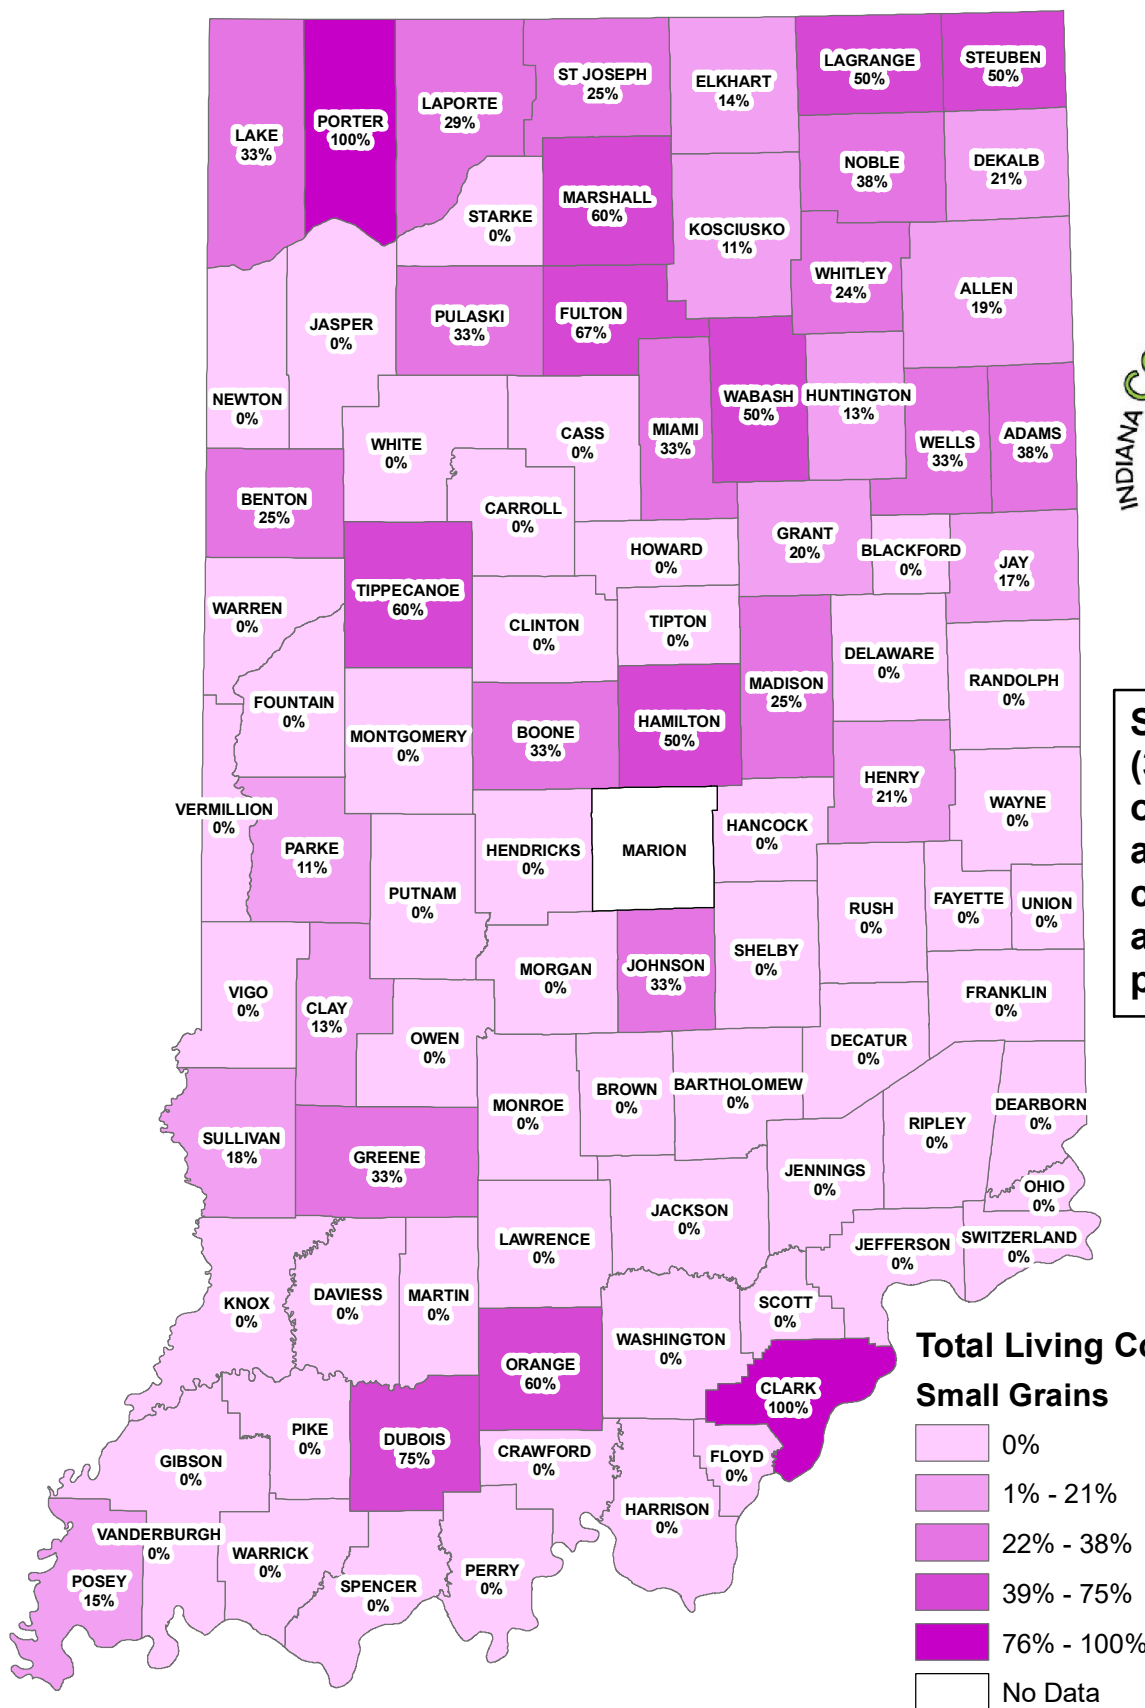 LAGRANGE
50%
STEUBEN
50%
ST JOSEPH
25%
ELKHART
14%
LAPORTE
29%
PORTER
100%
LAKE
33%
NOBLE
38%
DEKALB
21%
MARSHALL
60%
STARKE
0%
KOSCIUSKO
11%
WHITLEY
24%
ALLEN
19%
JASPER
0%
PULASKI
33%
FULTON
67%
NEWTON
0%
WABASH
50%
HUNTINGTON
13%
MIAMI
33%
WELLS
33%
ADAMS
38%
WHITE
0%
CASS
0%
BENTON
25%
CARROLL
0%
HOWARD
0%
GRANT
20%
BLACKFORD
0%
JAY
17%
INDIANA
TIPPECANOE
60%
WARREN
0%
CLINTON
0%
TIPTON
0%
DELAWARE
0%
RANDOLPH
0%
MADISON
25%
FOUNTAIN
0%
MONTGOMERY
0%
BOONE
33%
HAMILTON
50%
HENRY
21%
WAYNE
0%
VERMILLION
0%
PARKE
11%
HENDRICKS
0%
MARION
HANCOCK
0%
PUTNAM
0%
RUSH
0%
FAYETTE
0%
UNION
0%
S
(3
c
a
c
a
p
MORGAN
0%
JOHNSON
33%
SHELBY
0%
VIGO
0%
CLAY
13%
FRANKLIN
0%
OWEN
0%
DECATUR
0%
MONROE
0%
BROWN
0%
BARTHOLOMEW
0%
DEARBORN
0%
RIPLEY
0%
SULLIVAN
18%
GREENE
33%
JENNINGS
0%
OHIO
0%
JACKSON
0%
LAWRENCE
0%
JEFFERSON
0%
SWITZERLAND
0%
KNOX
0%
DAVIESS
0%
MARTIN
0%
SCOTT
0%
WASHINGTON
0%
ORANGE
60%
CLARK
100%
PIKE
0%
DUBOIS
75%
CRAWFORD
0%
FLOYD
0%
GIBSON
0%
HARRISON
0%
VANDERBURGH
0%
WARRICK
0%
POSEY
15%
SPENCER
0%
PERRY
0%
Total Living Co
Small Grains
0%
1% - 21%
22% - 38%
39% - 75%
76% - 100%
No Data